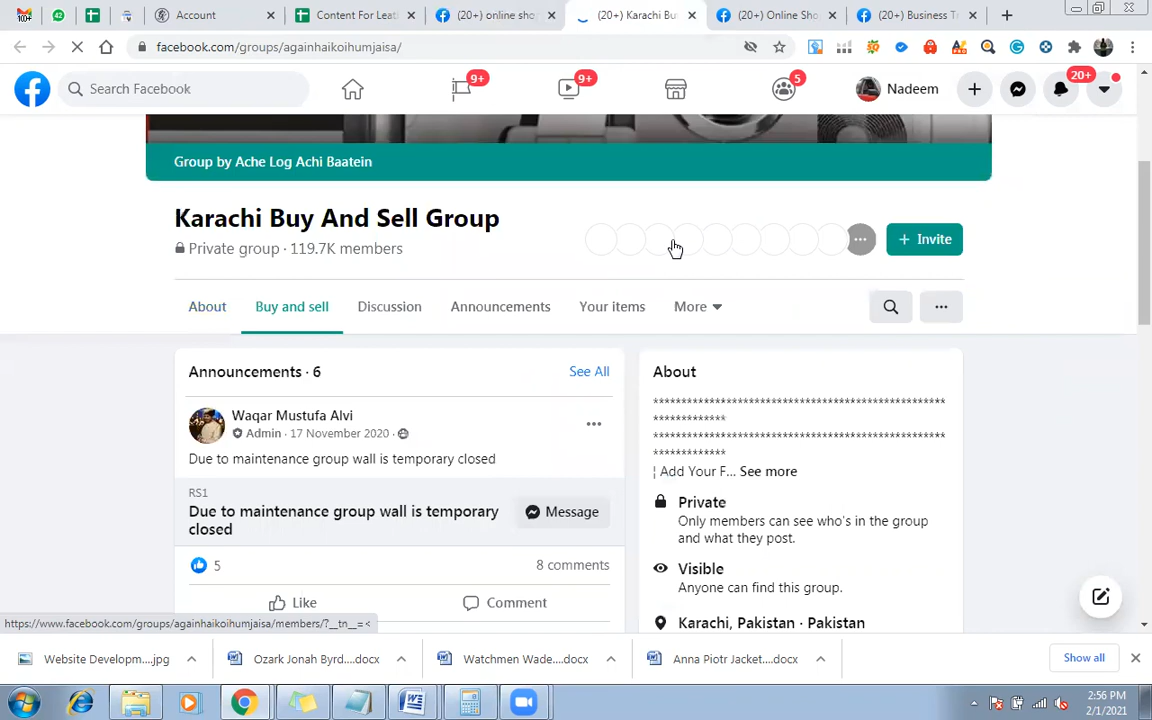 100+
42
Account
Content For Leat
(20+) online sho
(20+) Karachi Bu
(20+) Online Sho
(20+) Business T
facebook.com/groups/againhaikoihumjaisa/
Search Facebook
9+
9+
5
Nadeem
20+
Group by Ache Log Achi Baatein
Karachi Buy And Sell Group
Private group · 119.7K members
Invite
About
Buy and sell
Discussion
Announcements
Your items
More
Announcements · 6
See All
Waqar Mustufa Alvi
Admin · 17 November 2020 ·
Due to maintenance group wall is temporary closed
RS1
Due to maintenance group wall is temporary
closed
Message
5
8 comments
Like
Comment
About
****************************************************
*************
****************************************************
*************
¦ Add Your F... See more
Private
Only members can see who's in the group
and what they post.
Visible
Anyone can find this group.
Karachi, Pakistan · Pakistan
https://www.facebook.com/groups/againhaikoihumjaisa/members/?__tn__=<
Website Developm....jpg
Ozark Jonah Byrd....docx
Watchmen Wade....docx
Anna Piotr Jacket....docx
Show all
2:56 PM
2/1/2021